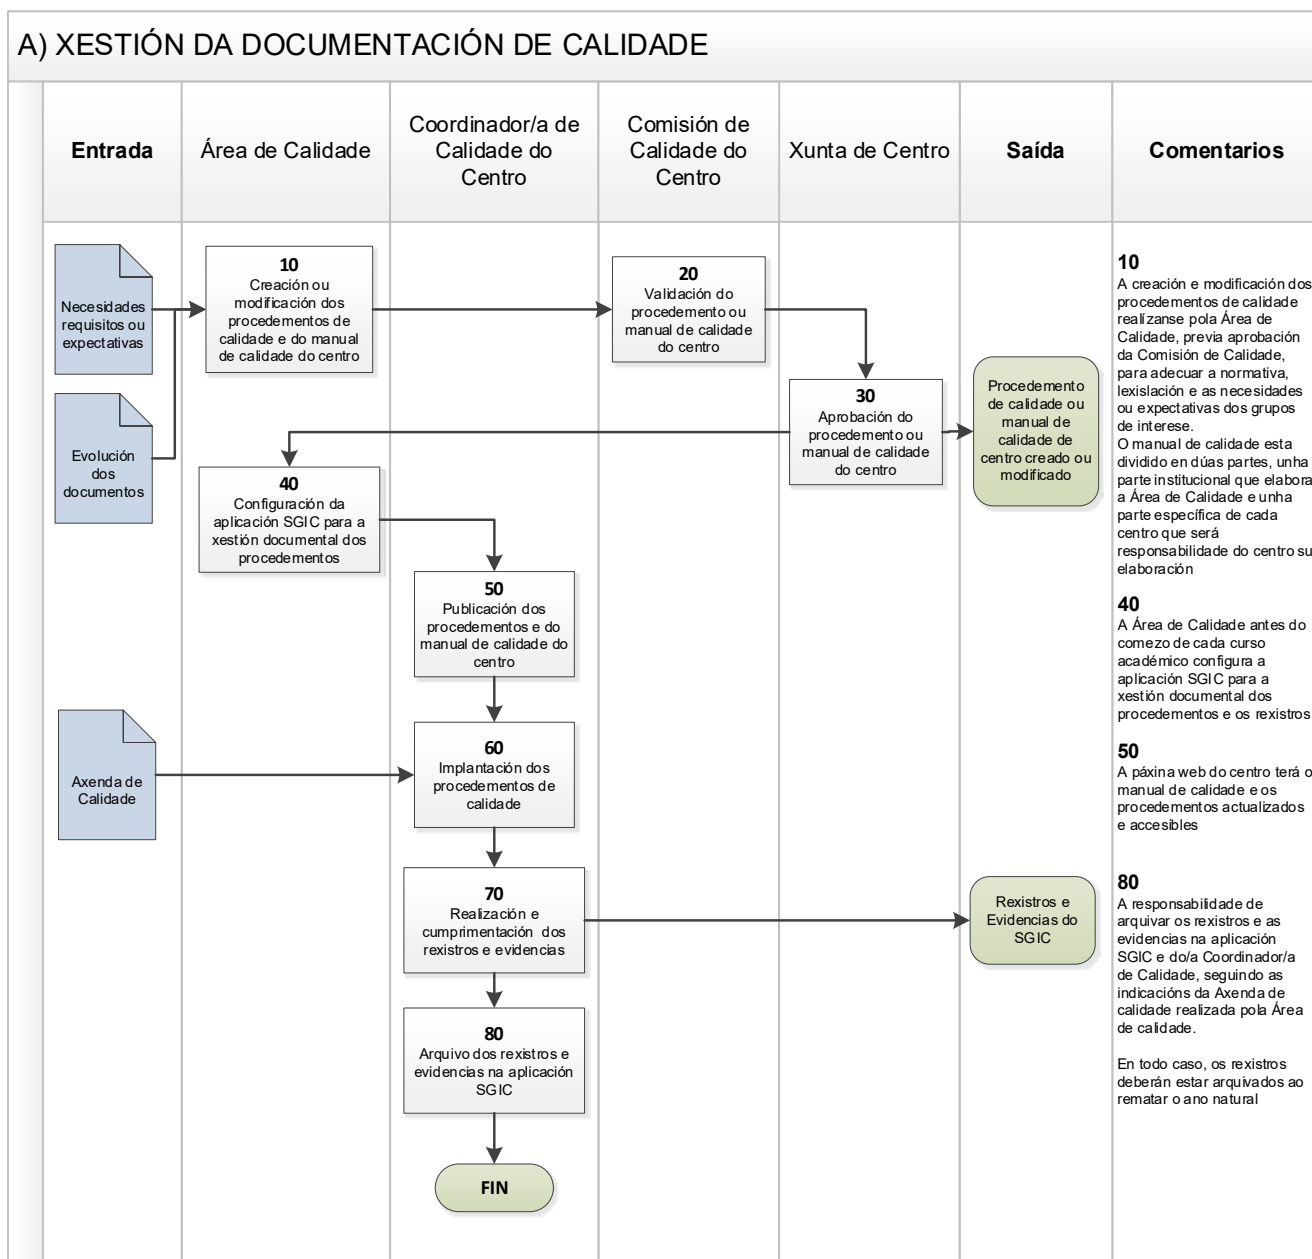 A) XESTIÓN DA DOCUMENTACIÓN DE CALIDADE
Entrada
Área de Calidade
Coordinador/a de
Calidade do
Centro
Comisión de
Calidade do
Centro
Xunta de Centro
Saída
Comentarios
Necesidades
requisitos ou
expectativas
10
Creación ou
modificación dos
procedementos de
calidade e do manual
de calidade do centro
20
Validación do
procedemento ou
manual de calidade
do centro
30
Aprobación do
procedemento ou
manual de calidade
do centro
Procedemento
de calidade ou
manual de
calidade de
centro creado ou
modificado
Evolución
dos
documentos
40
Configuración da
aplicación SGIC para a
xestión documental dos
procedementos
50
Publicación dos
procedementos e do
manual de calidade do
centro
Axenda de
Calidade
60
Implantación dos
procedementos de
calidade
70
Realización e
cumprimentación dos
rexistros e evidencias
Rexistros e
Evidencias do
SGIC
80
Arquivo dos rexistros e
evidencias na aplicación
SGIC
FIN
10
A creación e modificación dos
procedementos de calidade
realízanse pola Área de
Calidade, previa aprobación
da Comisión de Calidade,
para adecuar a normativa,
lexislación e as necesidades
ou expectativas dos grupos
de interese.
O manual de calidade esta
dividido en dúas partes, unha
parte institucional que elabora
a Área de Calidade e unha
parte específica de cada
centro que será
responsabilidade do centro su
elaboración
40
A Área de Calidade antes do
comezo de cada curso
académico configura a
aplicación SGIC para a
xestión documental dos
procedementos e os rexistros
50
A páxina web do centro terá o
manual de calidade e os
procedementos actualizados
e accesibles
80
A responsabilidade de
arquivar os rexistros e as
evidencias na aplicación
SGIC e do/a Coordinador/a
de Calidade, seguindo as
indicacións da Axenda de
calidade realizada pola Área
de calidade.
En todo caso, os rexistros
deberán estar arquivados ao
rematar o ano natural